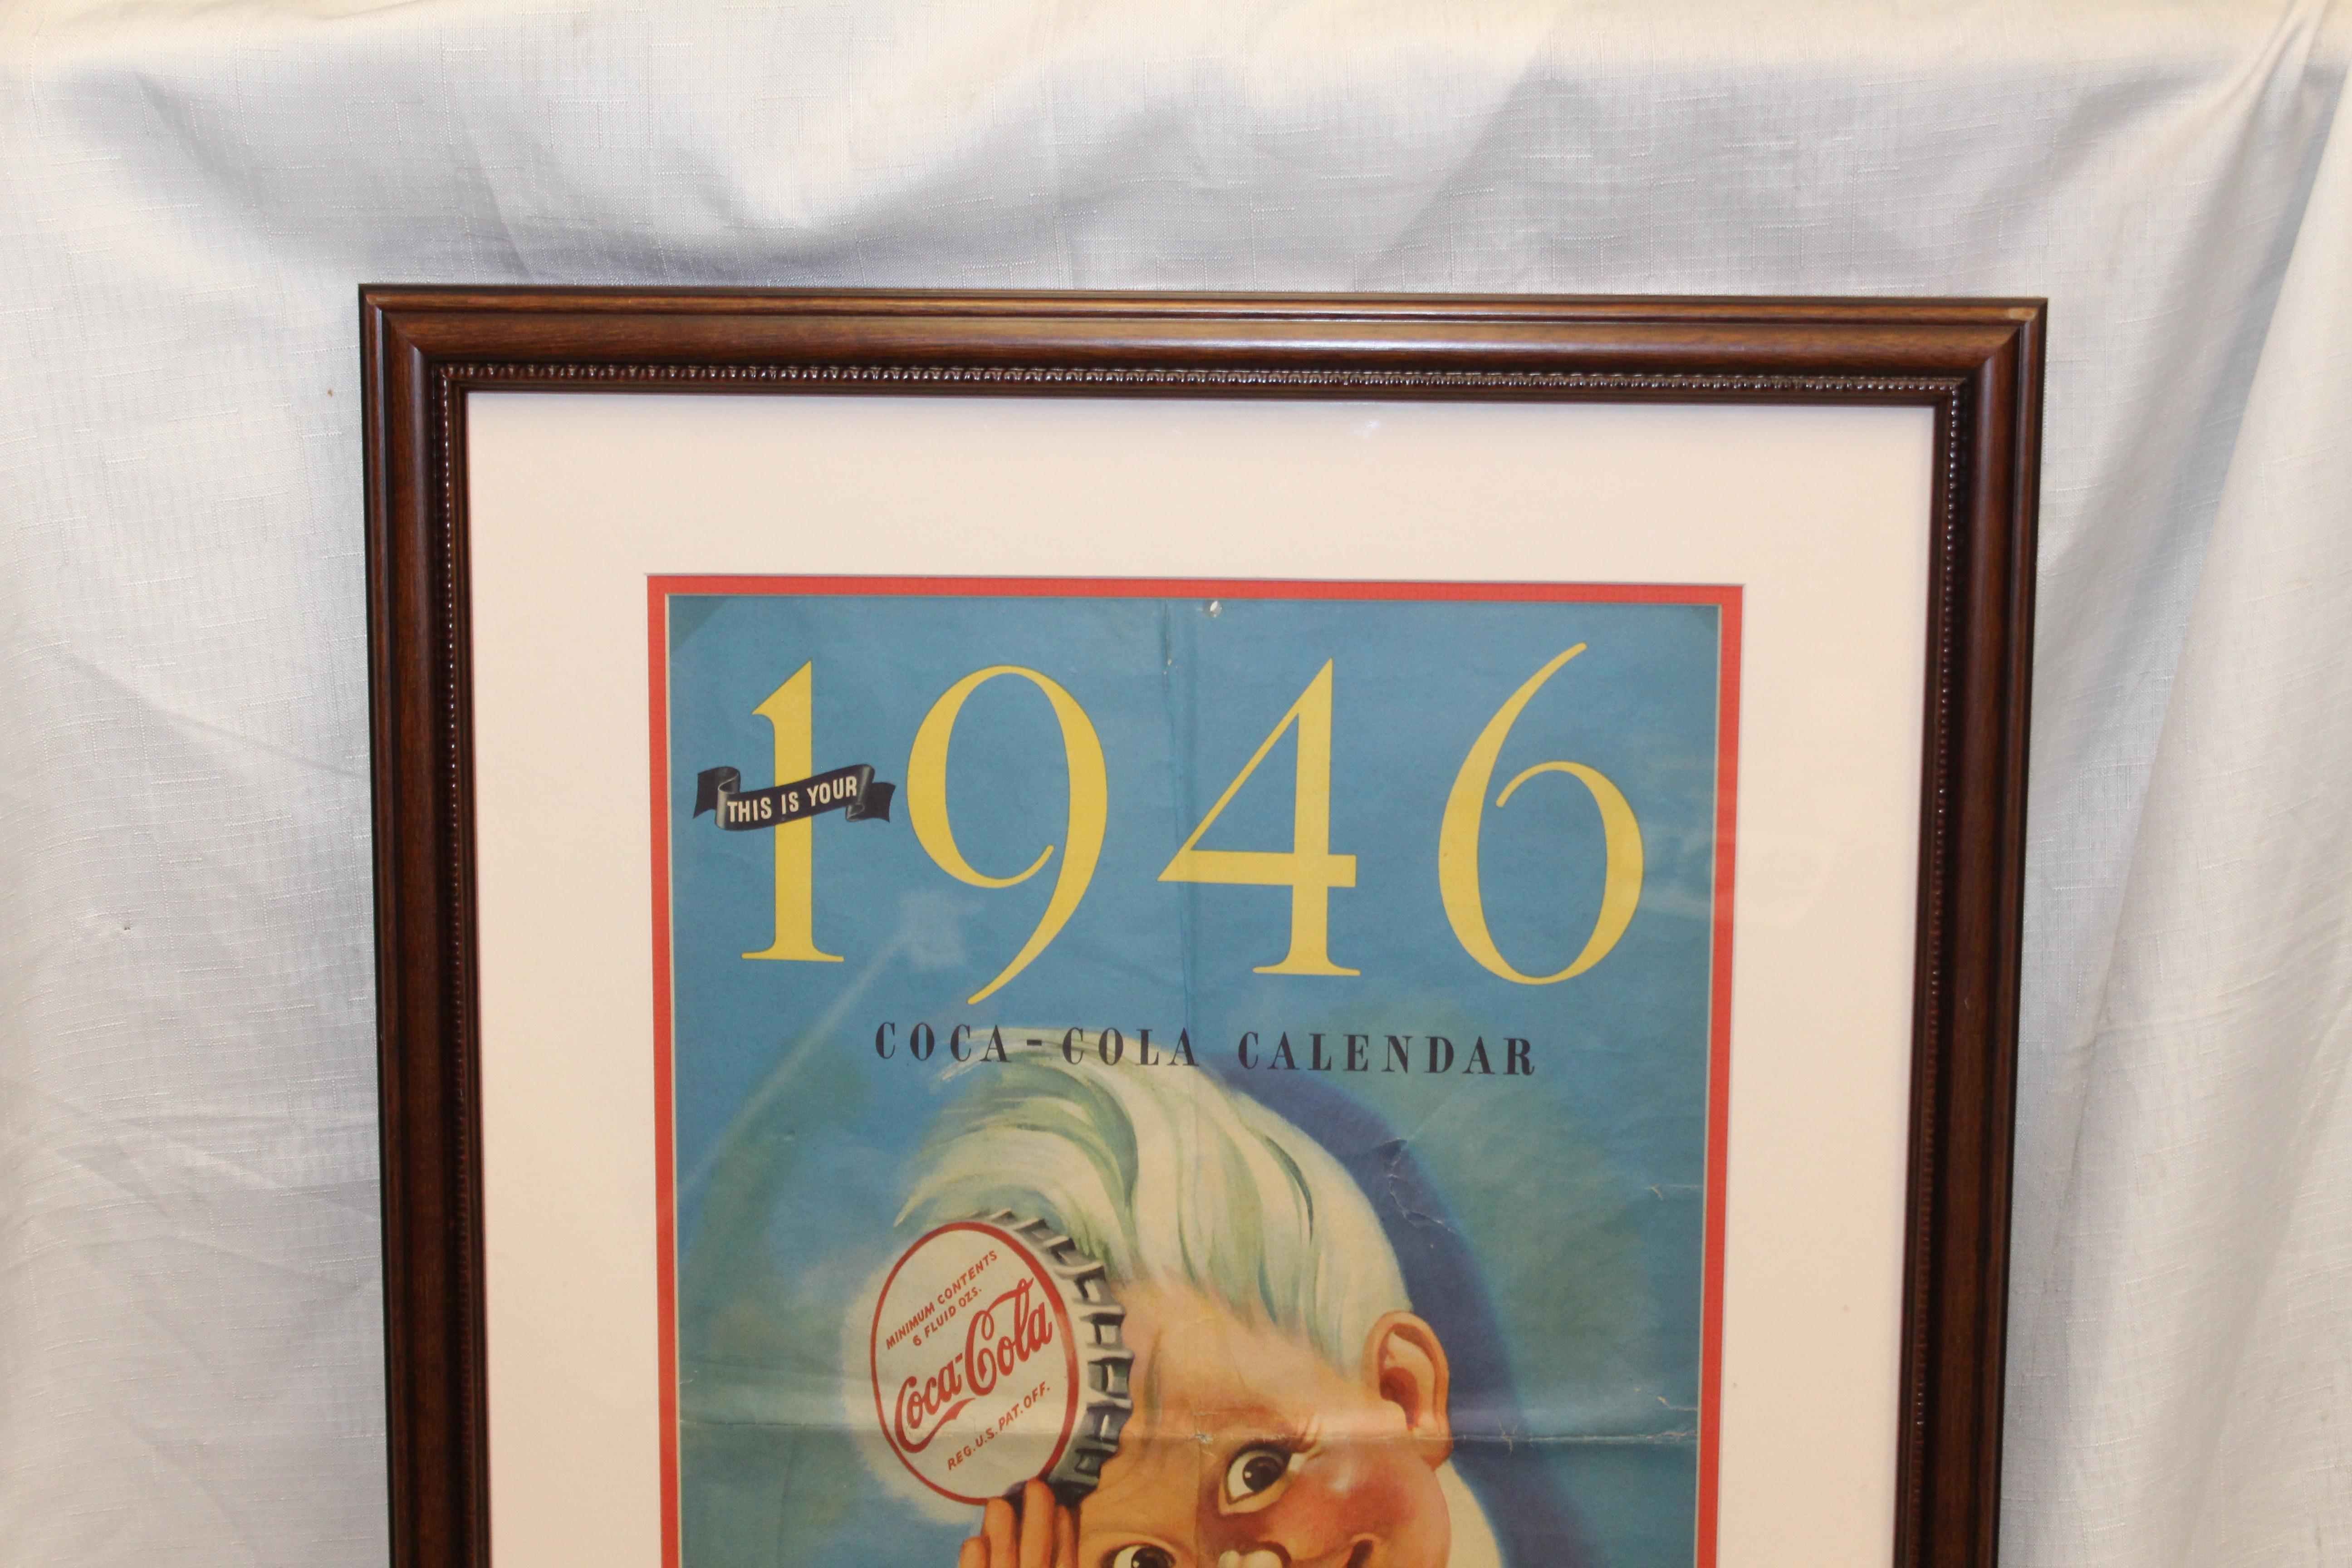 1946
THIS IS YOUR
COCA-COLA CALENDAR
MINIMUM CONTENTS
6 FLUID OZS.
Coca-Cola
REG. U.S. PAT. OFF.